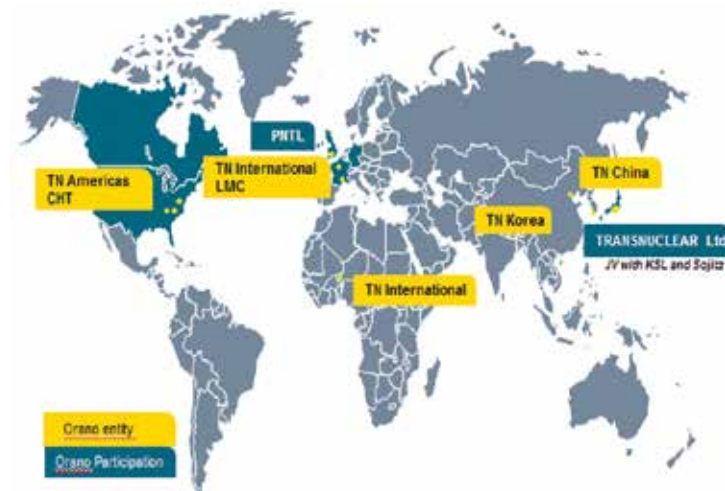 PNTL
TN Americas
CHT
TN International
LMC
TN China
TN Korea
TRANSNUCLEAR Ltd
JV with KSL and Sojitz
TN International
Orano entity
Orano Participation